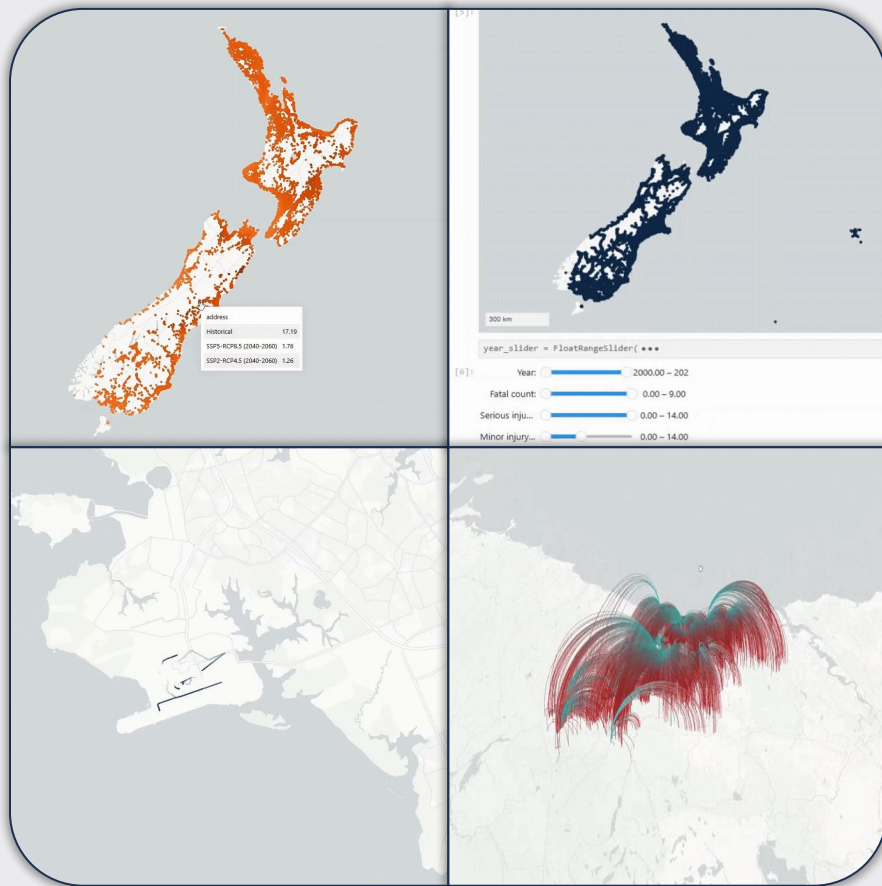 address
Historical 17.19
SSP5-RCP8.5 (2040-2060) 1.76
SSP2-RCP4.5 (2040-2060) 1.26
[5]:
300 km
year_slider = FloatRangeSlider( •••
[6]:
Year: 2000.00 – 202
Fatal count: 0.00 – 9.00
Serious inju... 0.00 – 14.00
Minor injury... 0.00 – 14.00